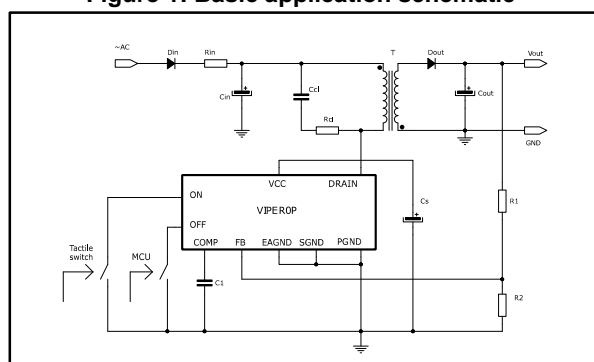 Figure 1: Basic application schematic
~AC
Din
Rin
T
Dout
Vout
Cin
Ccl
Rcl
Cout
GND
VCC
DRAIN
ON
VIPER0P
OFF
Cs
R1
COMP
FB
EAGND
SGND
PGND
Tactile
switch
MCU
C1
R2